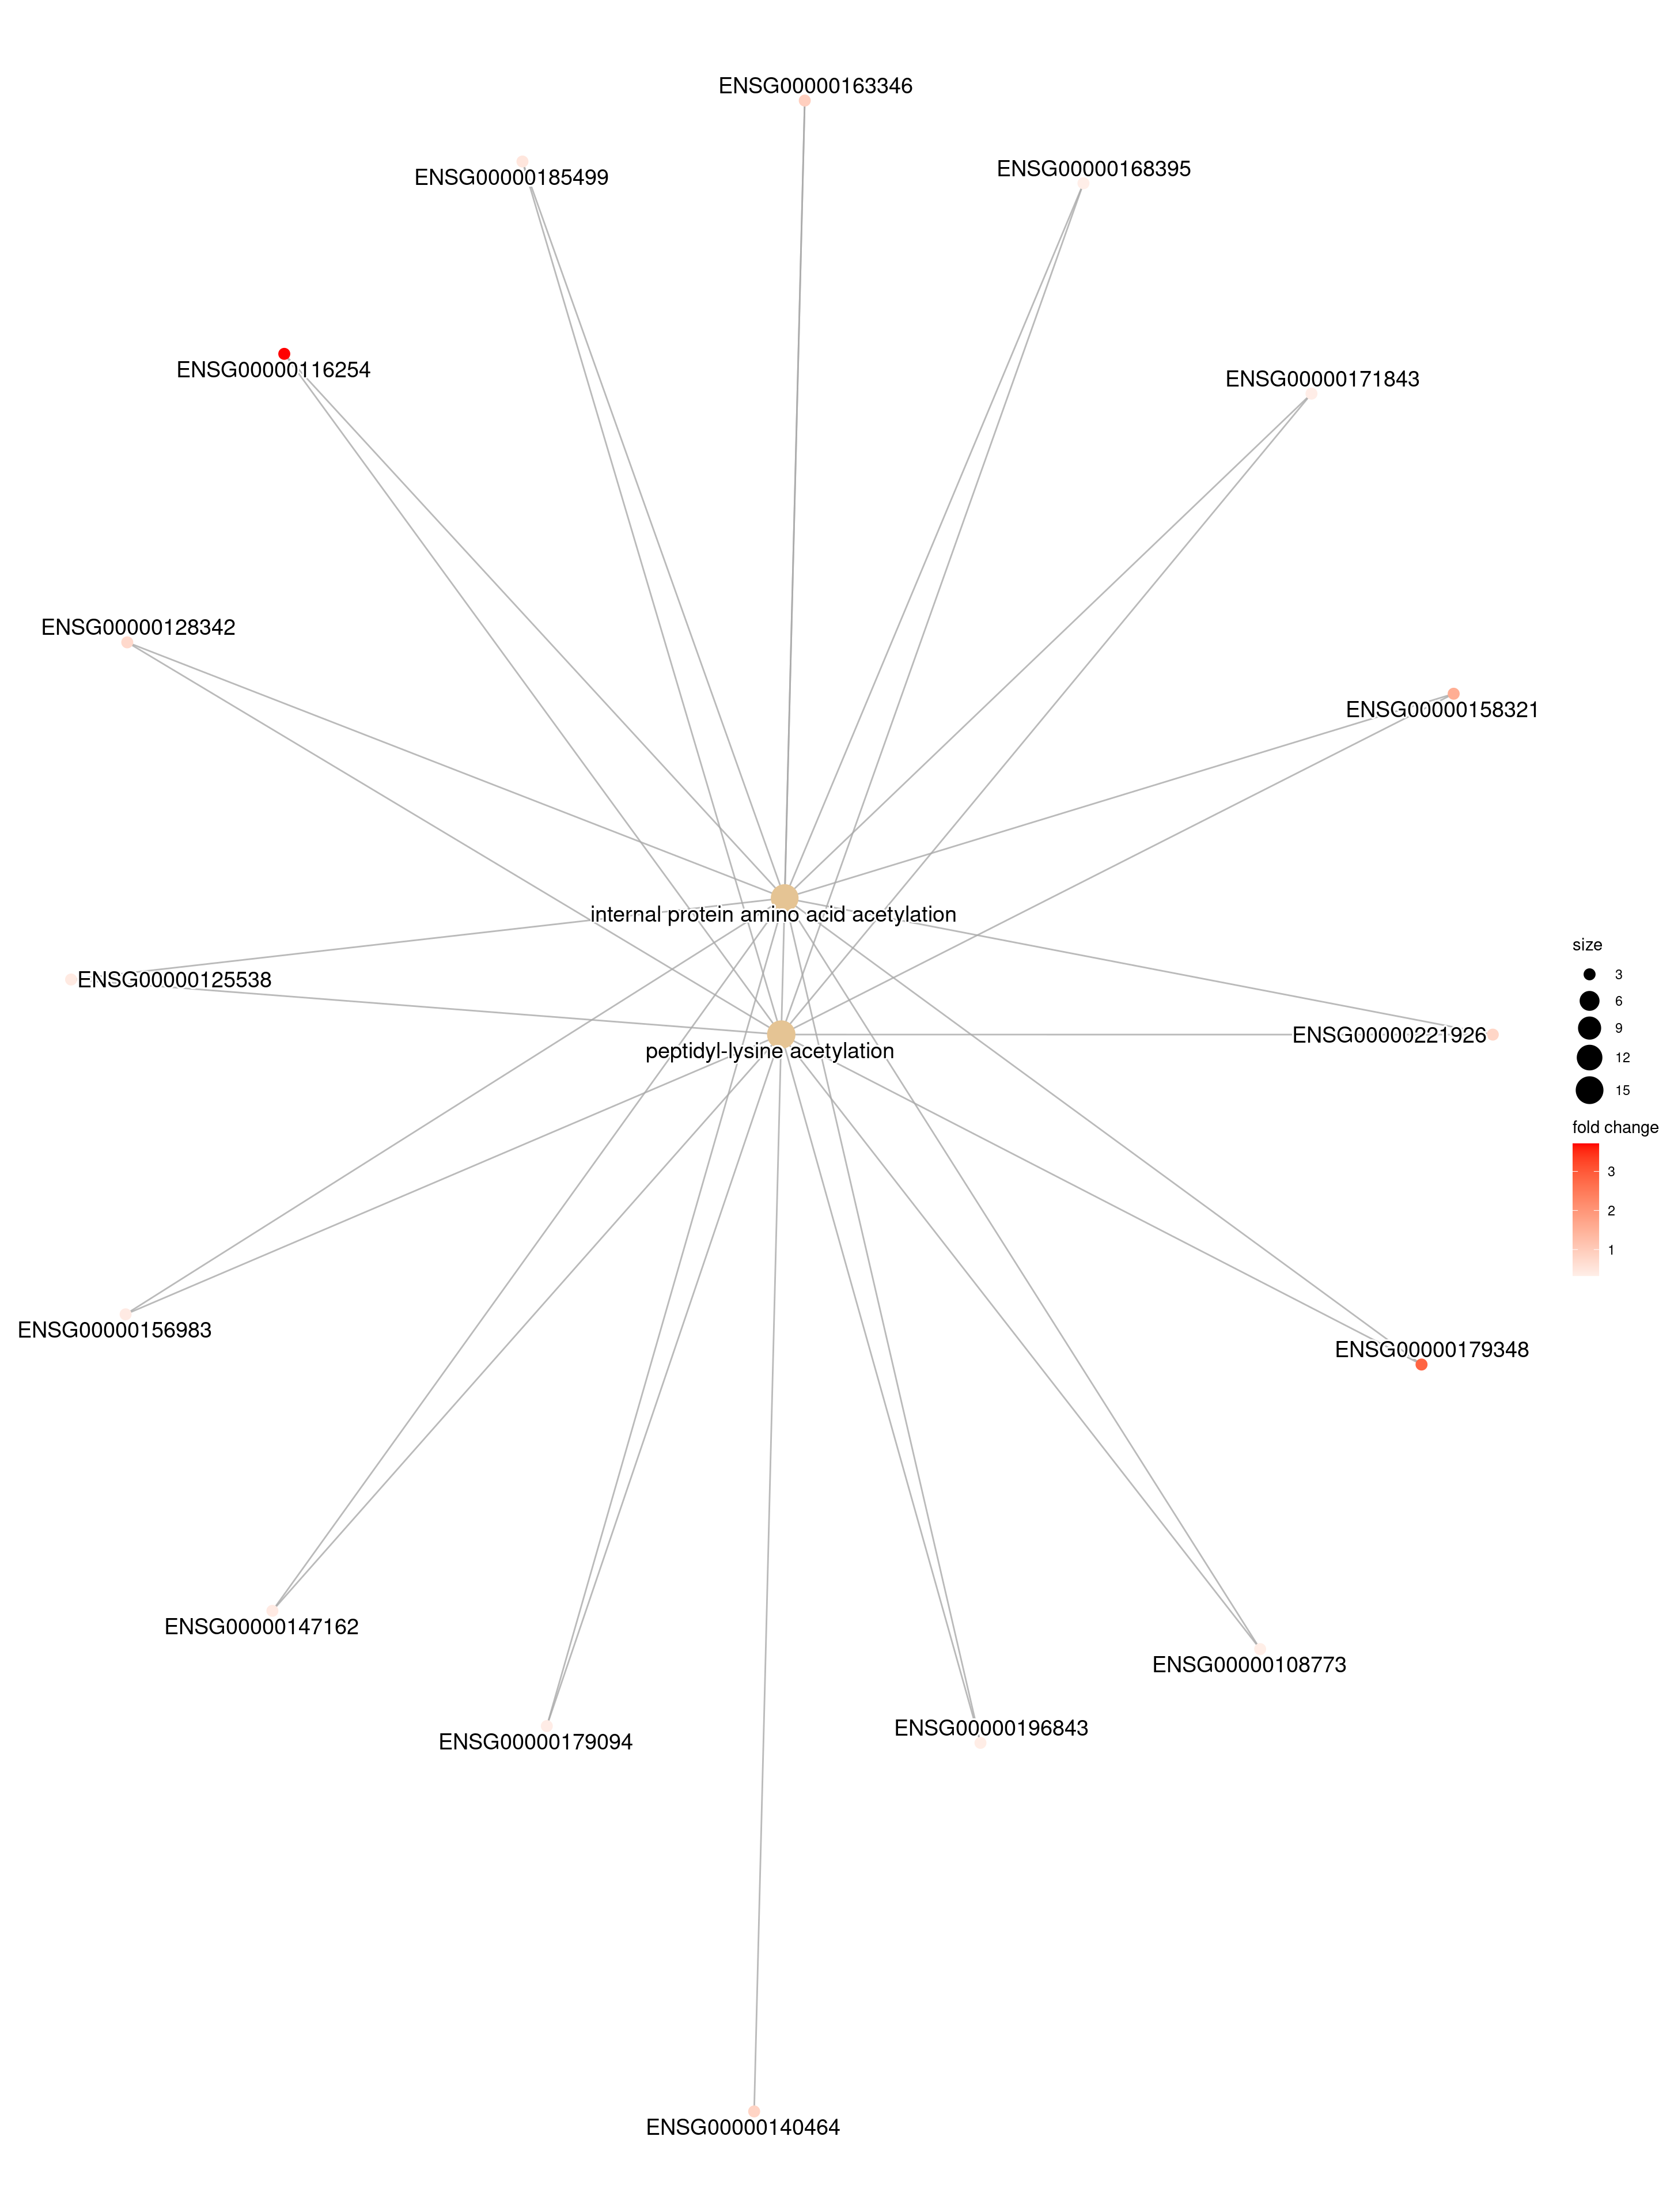 ENSG00000163346
ENSG00000168395
ENSG00000185499
ENSG00000116254
ENSG00000171843
ENSG00000128342
ENSG00000158321
internal protein amino acid acetylation
ENSG00000125538
ENSG00000221926
peptidyl-lysine acetylation
size
3
6
9
12
15
fold change
3
2
1
ENSG00000156983
ENSG00000179348
ENSG00000147162
ENSG00000108773
ENSG00000179094
ENSG00000196843
ENSG00000140464